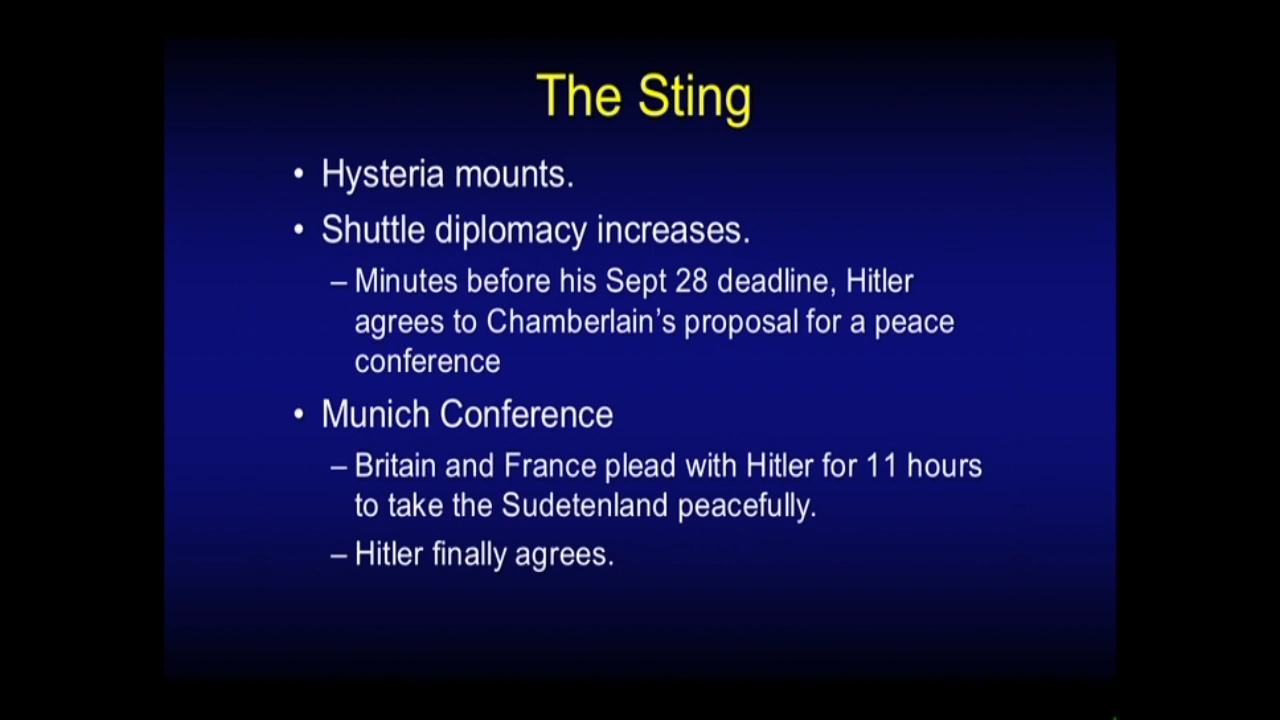 The Sting
• Hysteria mounts.
• Shuttle diplomacy increases.
– Minutes before his Sept 28 deadline, Hitler
agrees to Chamberlain’s proposal for a peace
conference
• Munich Conference
– Britain and France plead with Hitler for 11 hours
to take the Sudetenland peacefully.
– Hitler finally agrees.